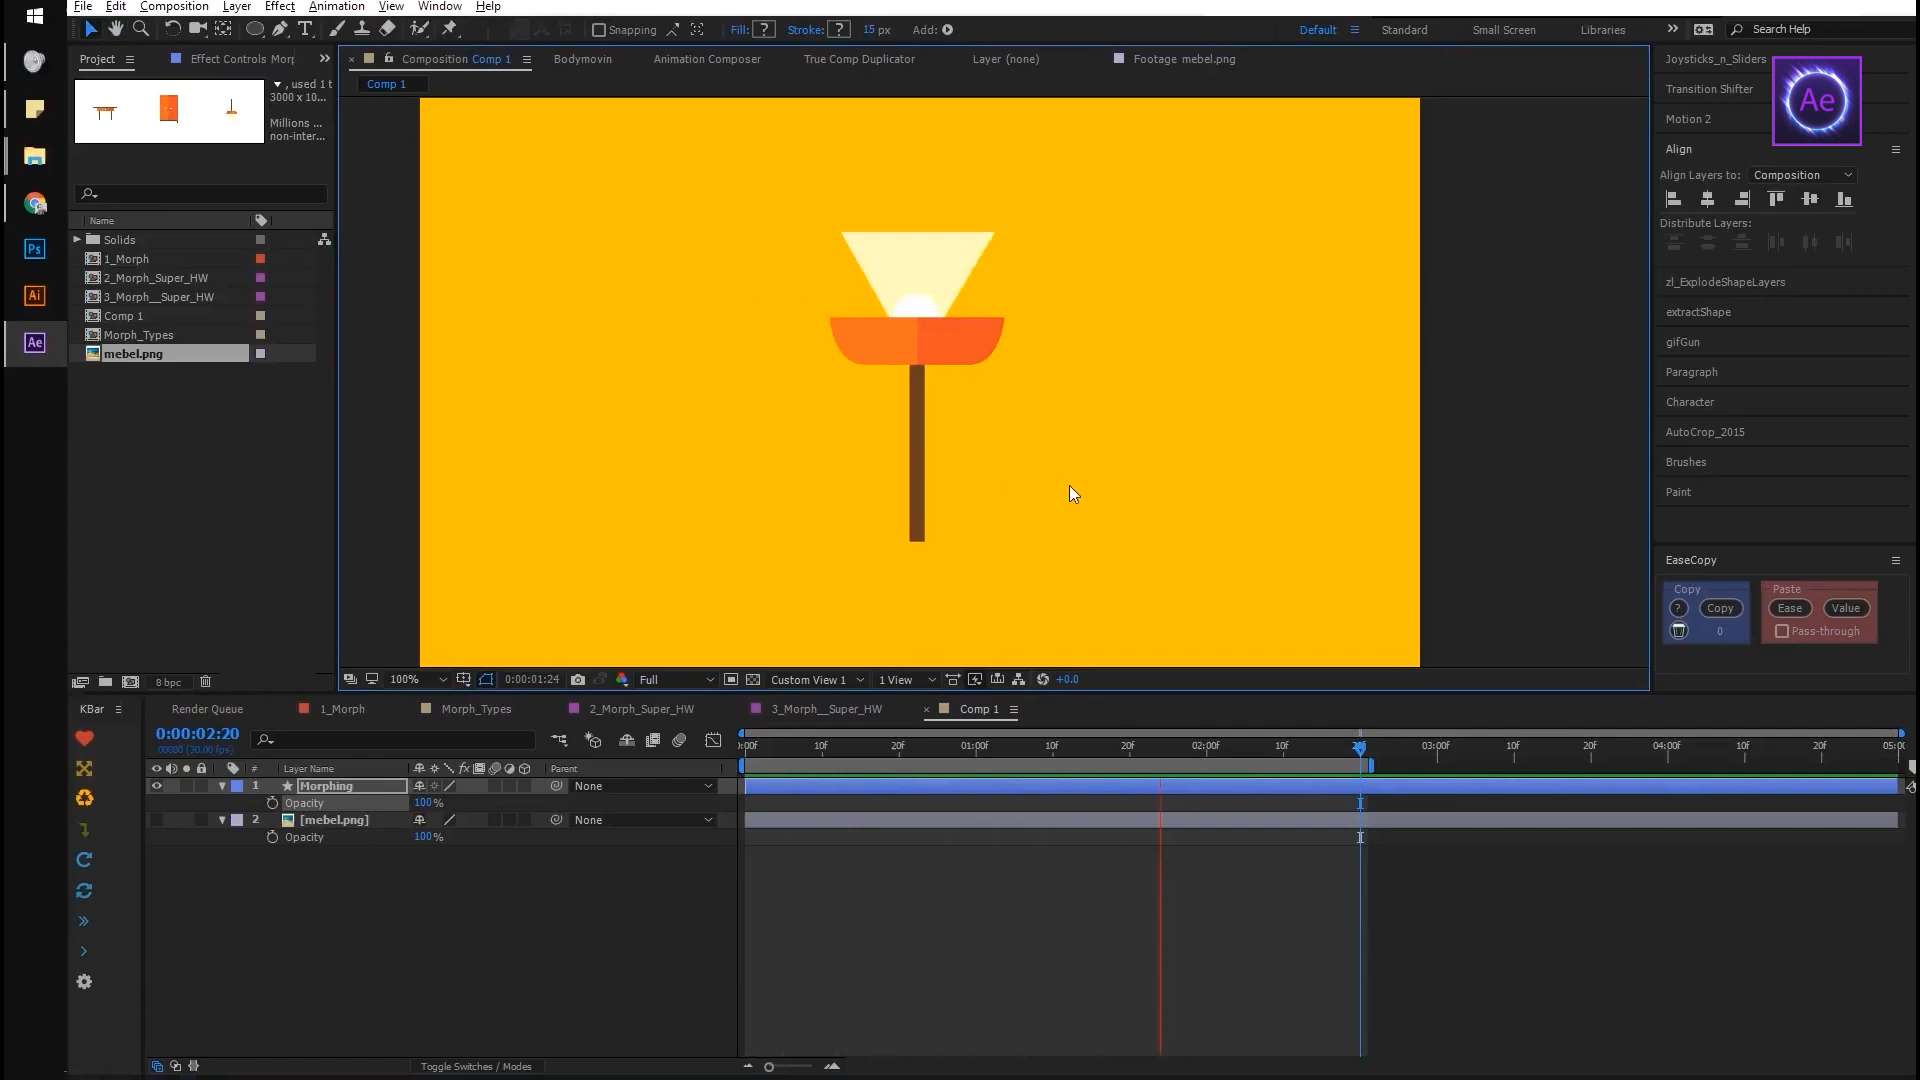 File Edit Composition Layer Effect Animation View Window Help
Snapping Fill: ? Stroke: ? 15 px Add: Default Standard Small Screen Libraries Search Help
Project Effect Controls Morp
Composition Comp 1 Bodymovin Animation Composer True Comp Duplicator Layer (none) Footage mebel.png
Comp 1
, used 1 t
3000 x 10...
Millions ...
non-inter...
Name
Solids
1_Morph
2_Morph_Super_HW
3_Morph__Super_HW
Comp 1
Morph_Types
mebel.png
8 bpc
Ps
Ai
Ae
100% 0:00:01:24 Full Custom View 1 1 View +0.0
Joysticks_n_Sliders
Transition Shifter
Motion 2
Ae
Align
Align Layers to: Composition
Distribute Layers:
zl_ExplodeShapeLayers
extractShape
gifGun
Paragraph
Character
AutoCrop_2015
Brushes
Paint
EaseCopy
Copy Paste
? Copy Ease Value
0 Pass-through
KBar Render Queue 1_Morph Morph_Types 2_Morph_Super_HW 3_Morph__Super_HW Comp 1
0:00:02:20
00080 (30.00 fps)
:00f 10f 20f 01:00f 10f 20f 02:00f 10f 03:00f 10f 20f 04:00f 10f 20f 05:0
# Layer Name fx Parent
1 Morphing None
Opacity 100 %
2 [mebel.png] None
Opacity 100 %
Toggle Switches / Modes